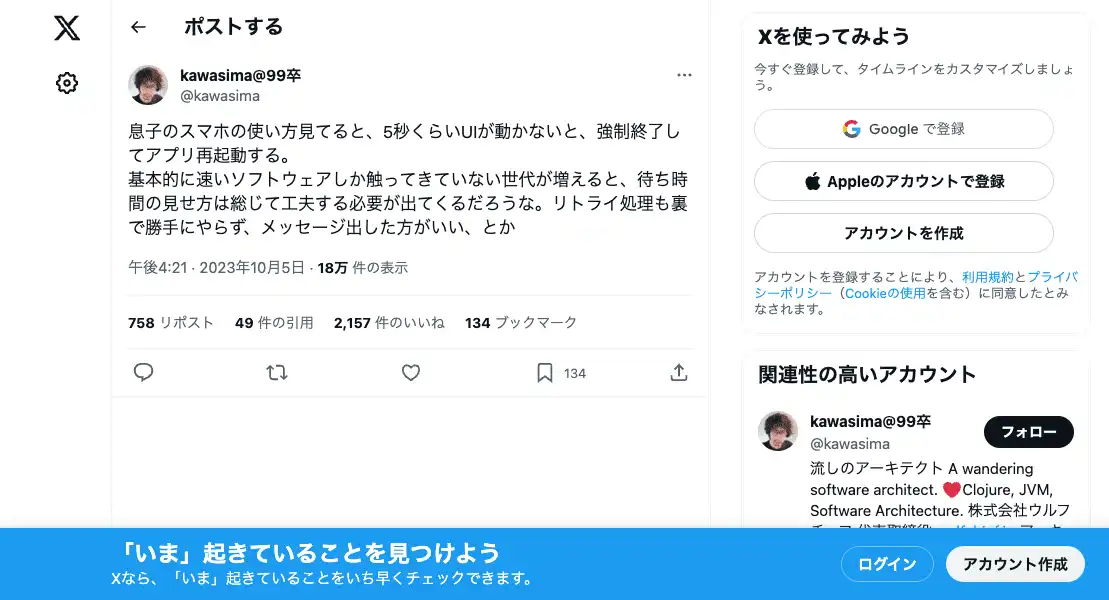 ポストする
kawasima@99卒
@kawasima
息子のスマホの使い方見てると、5秒くらいUIが動かないと、強制終了し
てアプリ再起動する。
基本的に速いソフトウェアしか触ってきていない世代が増えると、待ち時
間の見せ方は総じて工夫する必要が出てくるだろうな。リトライ処理も裏
で勝手にやらず、メッセージ出した方がいい、とか
午後4:21 · 2023年10月5日 · 18万 件の表示
758 リポスト 49 件の引用 2,157 件のいいね 134 ブックマーク
134
Xを使ってみよう
今すぐ登録して、タイムラインをカスタマイズしましょ
う。
Google で登録
Appleのアカウントで登録
アカウントを作成
アカウントを登録することにより、利用規約とプライバ
シーポリシー（Cookieの使用を含む）に同意したとみ
なされます。
関連性の高いアカウント
kawasima@99卒
@kawasima
フォロー
流しのアーキテクト A wandering
software architect. ❤️Clojure, JVM,
Software Architecture. 株式会社ウルフ
「いま」起きていることを見つけよう
Xなら、「いま」起きていることをいち早くチェックできます。
ログイン
アカウント作成